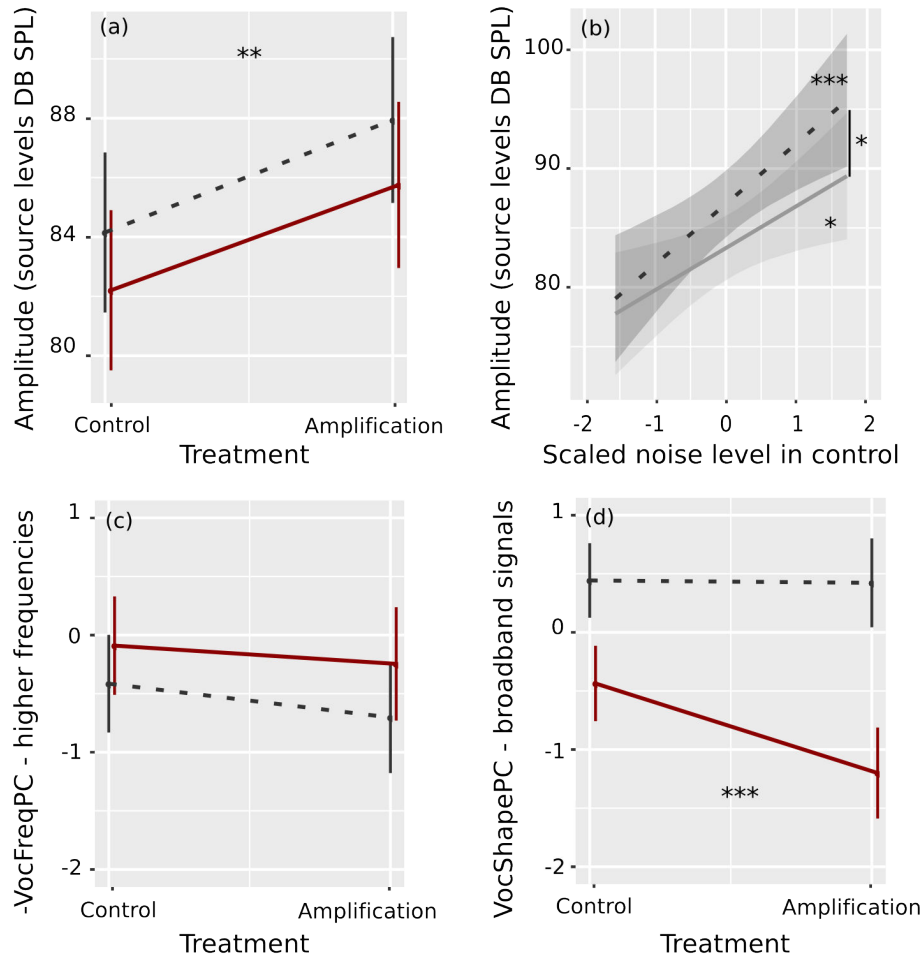 (a)
**
Amplitude (source levels DB SPL)
88
84
80
Control
Amplification
Treatment
(b)
***
*
*
Amplitude (source levels DB SPL)
100
90
80
-2
-1
0
1
2
Scaled noise level in control
(c)
-VocFreqPC - higher frequencies
1
0
-1
-2
Control
Amplification
Treatment
(d)
***
VocShapePC - broadband signals
1
0
-1
-2
Control
Amplification
Treatment